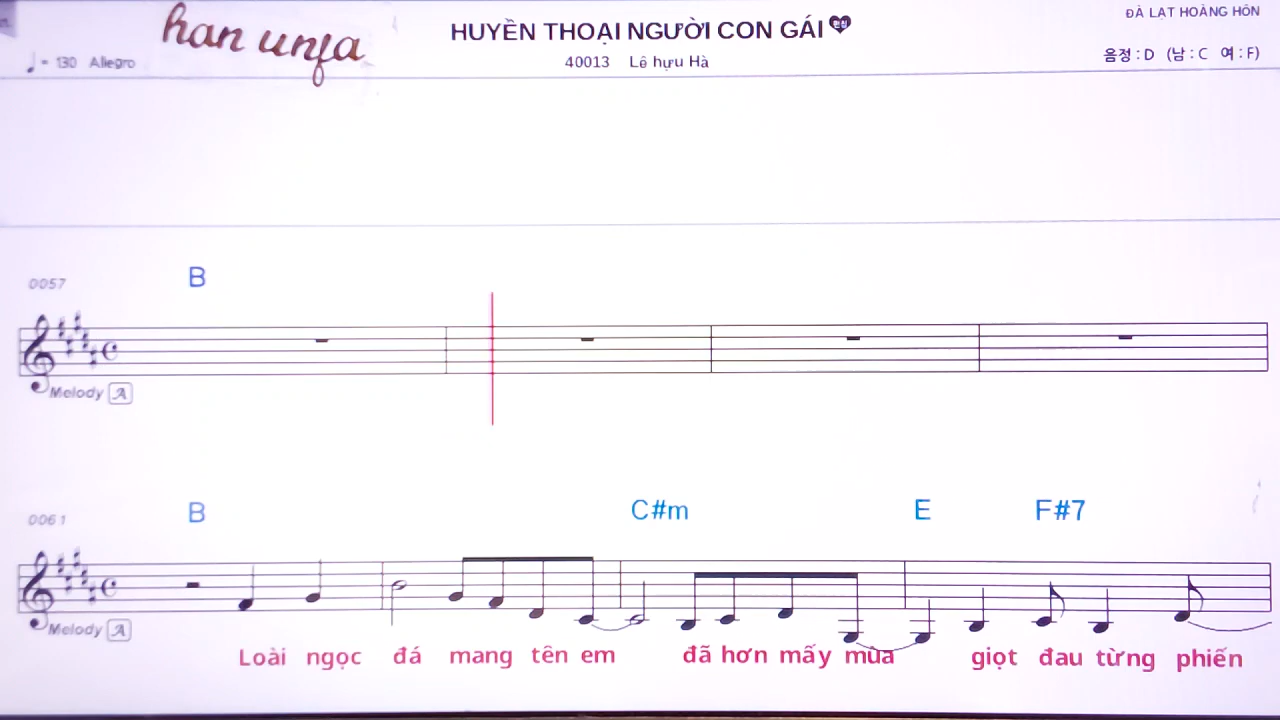 han unfa
ĐÀ LẠT HOÀNG HÔN
HUYỀN THOẠI NGƯỜI CON GÁI
= 130 Allegro
40013 Lê hựu Hà
음정 : D (남 : C 여 : F)
0057
B
Melody A
0061
B C#m E F#7
Melody A
Loài ngọc đá mang tên em đã hơn mấy mùa giọt đau từng phiến